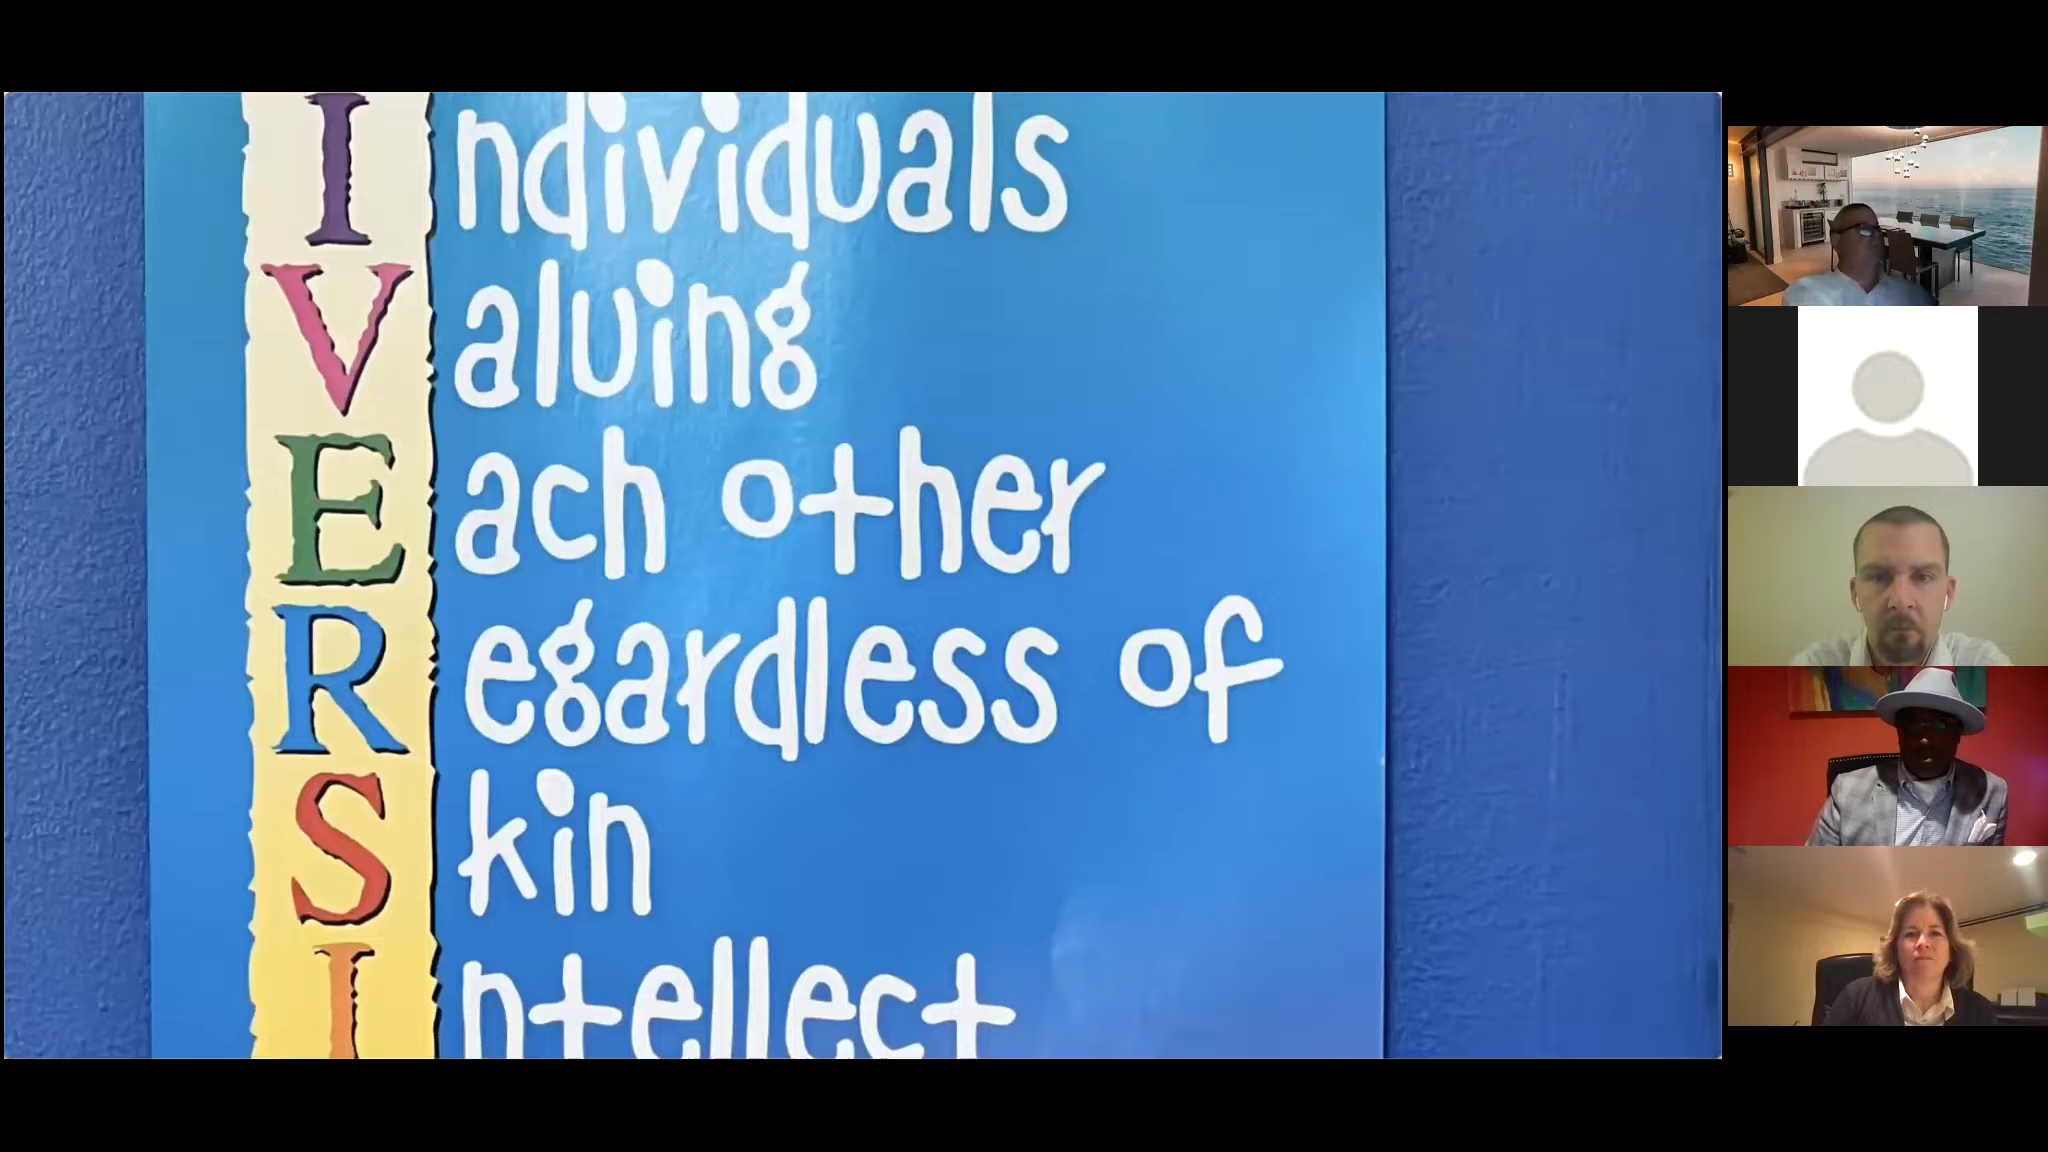 Individuals
Valuing
Each other
Regardless of
Skin
Intellect